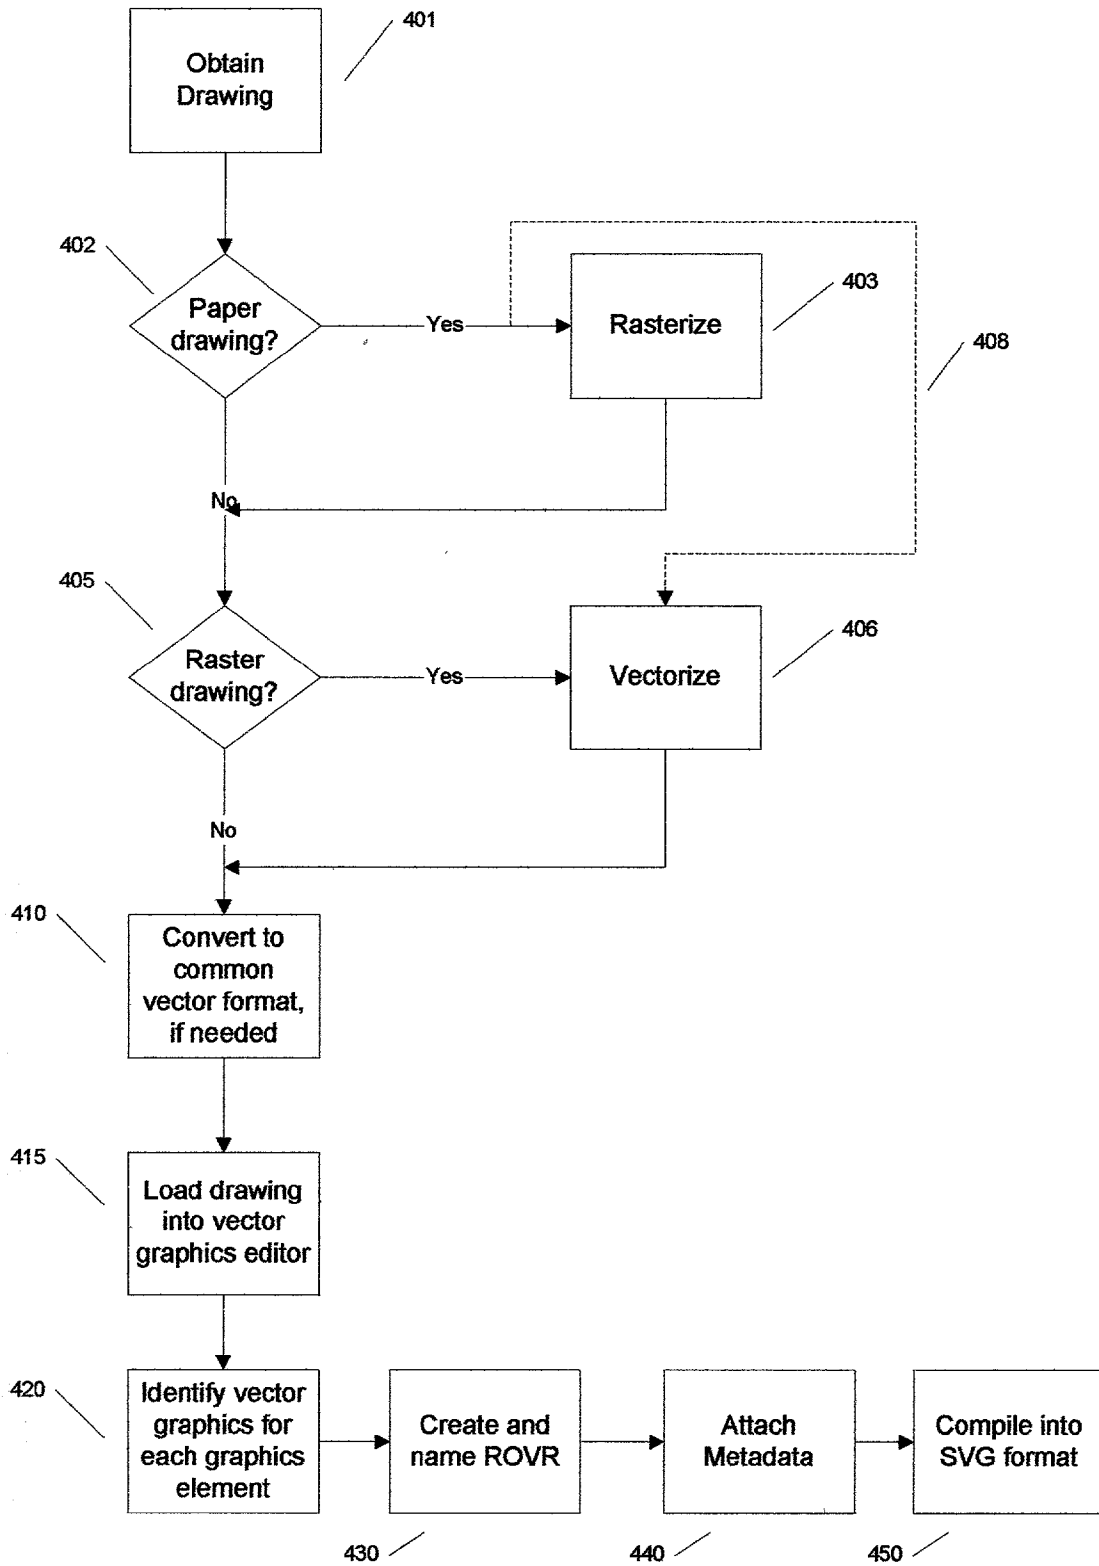 401
Obtain
Drawing
402
Paper
drawing?
Yes
Rasterize
403
408
No
405
Raster
drawing?
Yes
Vectorize
406
No
410
Convert to
common
vector format,
if needed
415
Load drawing
into vector
graphics editor
420
Identify vector
graphics for
each graphics
element
Create and
name ROVR
Attach
Metadata
Compile into
SVG format
430
440
450